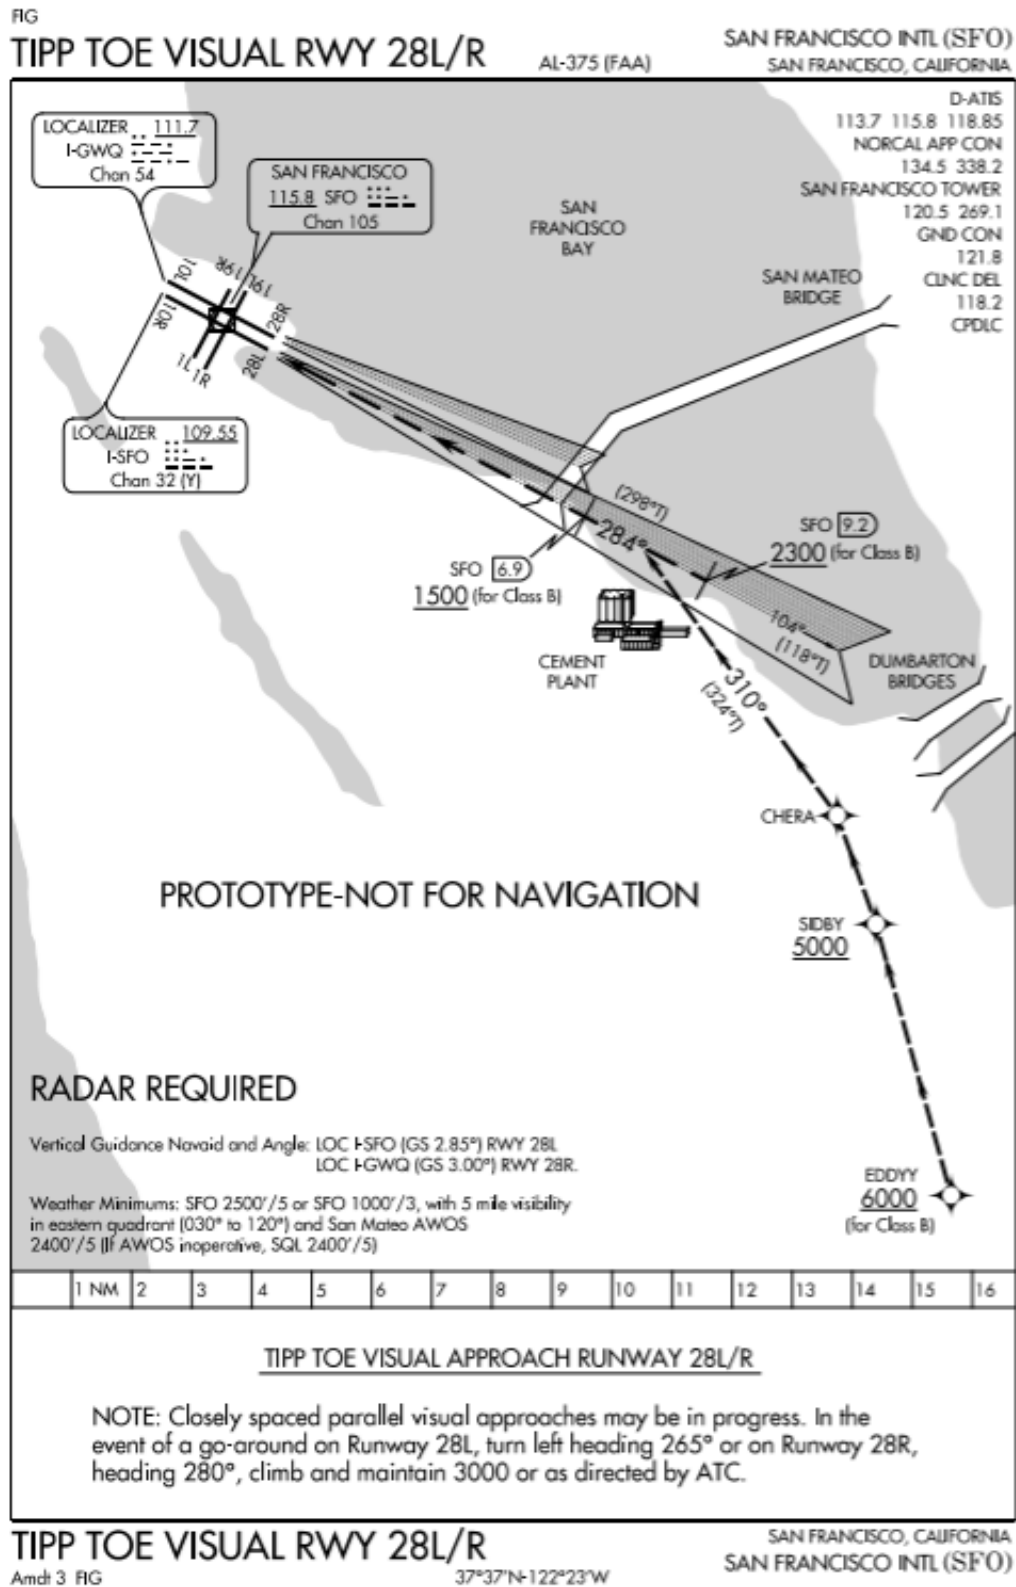 FIG
TIPP TOE VISUAL RWY 28L/R
AL-375 (FAA)
SAN FRANCISCO INTL (SFO)
SAN FRANCISCO, CALIFORNIA
D-ATIS
113.7 115.8 118.85
NORCAL APP CON
134.5 338.2
SAN FRANCISCO TOWER
120.5 269.1
GND CON
121.8
CLNC DEL
118.2
CPDLC
LOCALIZER 111.7
I-GWQ
Chan 54
SAN FRANCISCO
115.8 SFO
Chan 105
SAN
FRANCISCO
BAY
SAN MATEO
BRIDGE
10L
19R
19L
10R
28R
1L
1R
28L
LOCALIZER 109.55
I-SFO
Chan 32 (Y)
(298°T)
284°
SFO 9.2
2300 (for Class B)
SFO 6.9
1500 (for Class B)
104°
(118°T)
CEMENT
PLANT
DUMBARTON
BRIDGES
310°
(324°T)
CHERA
PROTOTYPE-NOT FOR NAVIGATION
SIDBY
5000
RADAR REQUIRED
Vertical Guidance Navaid and Angle: LOC I-SFO (GS 2.85°) RWY 28L
LOC I-GWQ (GS 3.00°) RWY 28R.
EDDYY
6000
(for Class B)
Weather Minimums: SFO 2500'/5 or SFO 1000'/3, with 5 mile visibility
in eastern quadrant (030° to 120°) and San Mateo AWOS
2400'/5 (If AWOS inoperative, SQL 2400'/5)
1 NM 2 3 4 5 6 7 8 9 10 11 12 13 14 15 16
TIPP TOE VISUAL APPROACH RUNWAY 28L/R
NOTE: Closely spaced parallel visual approaches may be in progress. In the
event of a go-around on Runway 28L, turn left heading 265° or on Runway 28R,
heading 280°, climb and maintain 3000 or as directed by ATC.
TIPP TOE VISUAL RWY 28L/R
Amdt 3 FIG
37°37'N-122°23'W
SAN FRANCISCO, CALIFORNIA
SAN FRANCISCO INTL (SFO)